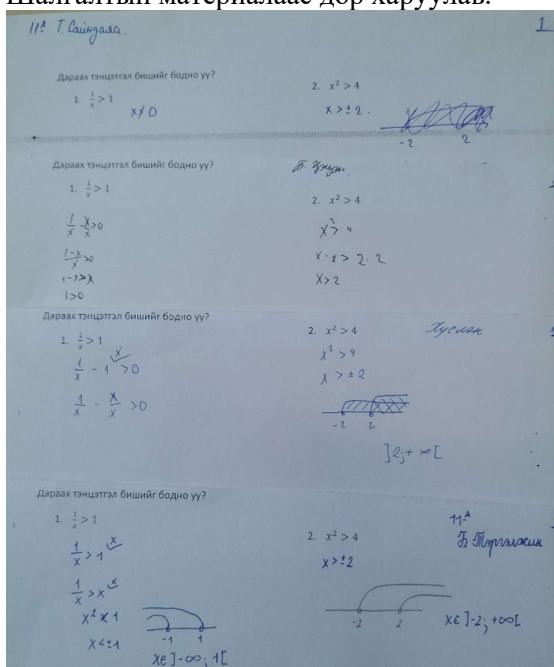 Шалгалтын материалаас дор харуулав.
11А Т. Сайндалa. 1
Дараах тэнцэтгэл бишийг бодно уу?
1. 1/x > 1
x ≠ 0
2. x² > 4
x > ± 2.
-2 2
Дараах тэнцэтгэл бишийг бодно уу?
1. 1/x > 1
1/x - x/x > 0
(1-x)/x > 0
1 > 0
2. x² > 4
x² > 4
x · x > 2 · 2
x > 2
Дараах тэнцэтгэл бишийг бодно уу?
1. 1/x > 1
1/x - 1 > 0
1/x - x/x > 0
2. x² > 4
x² > 4
x > ± 2
-2 2
]2; + ∞ [
Хуслэн
Дараах тэнцэтгэл бишийг бодно уу?
1. 1/x > 1
1/x > 1
1/x > x
x² < 1
x < ±1
-1 1
x ∈ ]-∞; 1[
2. x² > 4
x > ±2
-2 2
x ∈ ]-2; +∞[
11-А
Б Тэргэлжин